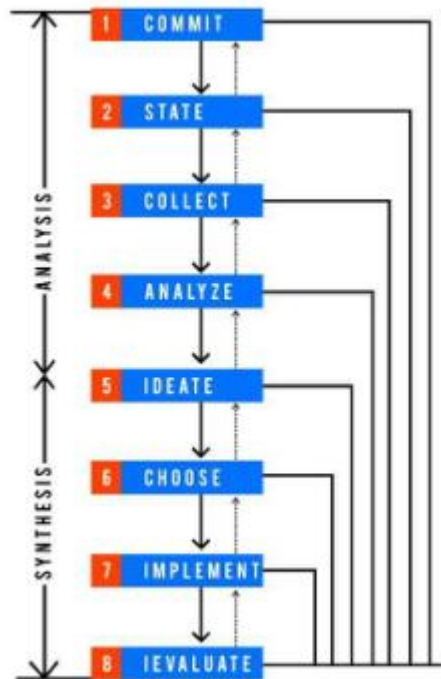 1 COMMIT
2 STATE
3 COLLECT
4 ANALYZE
5 IDEATE
6 CHOOSE
7 IMPLEMENT
8 IEVALUATE
ANALYSIS
SYNTHESIS